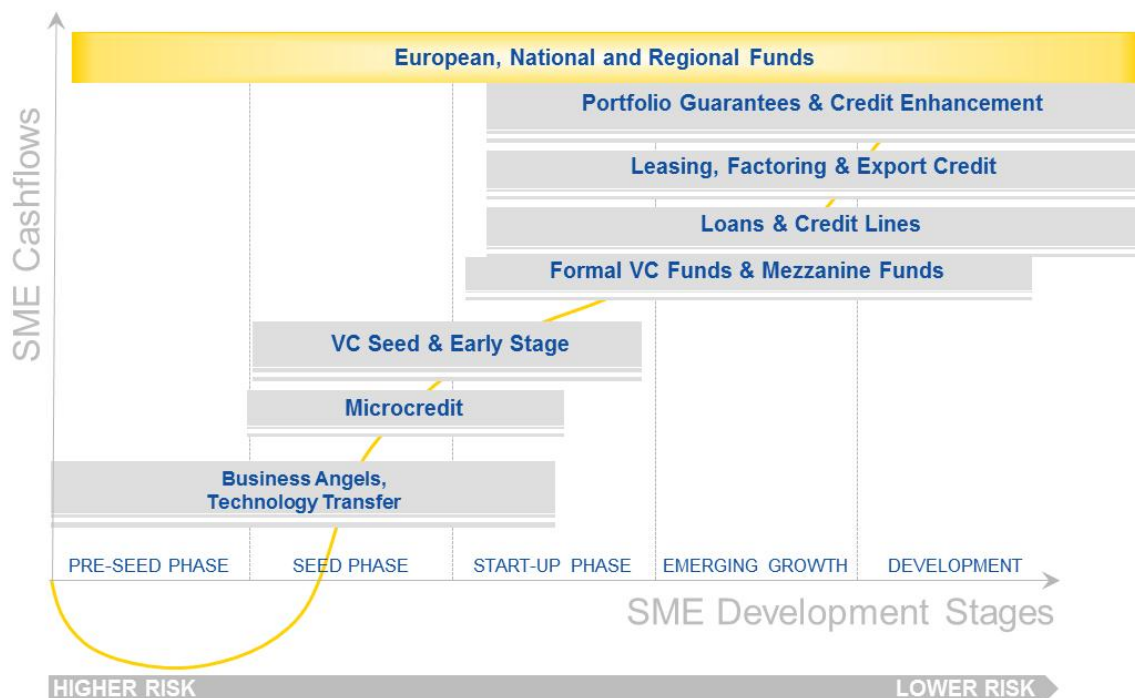 European, National and Regional Funds
Portfolio Guarantees & Credit Enhancement
Leasing, Factoring & Export Credit
Loans & Credit Lines
Formal VC Funds & Mezzanine Funds
VC Seed & Early Stage
Microcredit
Business Angels,
Technology Transfer
SME Cashflows
PRE-SEED PHASE
SEED PHASE
START-UP PHASE
EMERGING GROWTH
DEVELOPMENT
SME Development Stages
HIGHER RISK
LOWER RISK